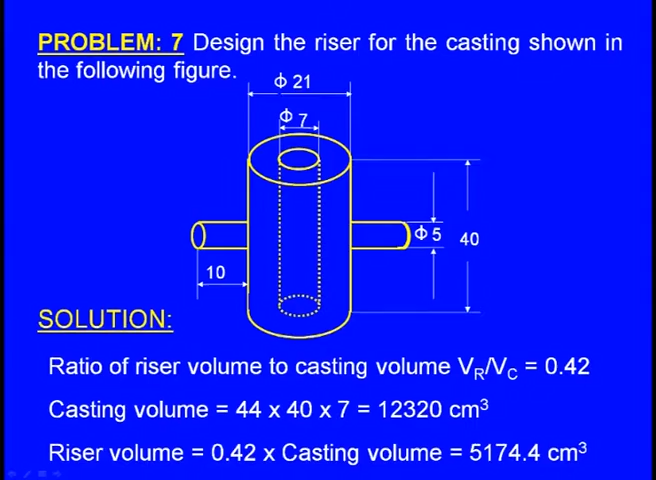 PROBLEM: 7 Design the riser for the casting shown in
the following figure.
Φ 21
Φ 7
Φ 5
40
10
SOLUTION:
Ratio of riser volume to casting volume V_R/V_C = 0.42
Casting volume = 44 x 40 x 7 = 12320 cm³
Riser volume = 0.42 x Casting volume = 5174.4 cm³